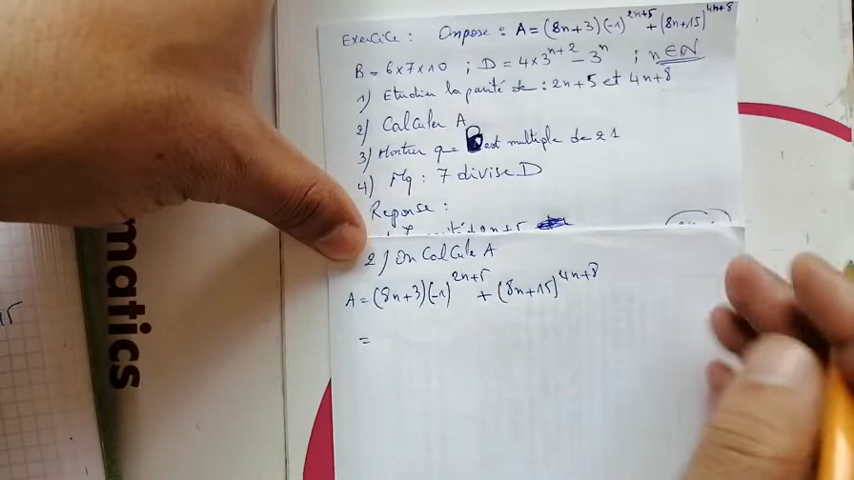 Exercice : On pose : A = (8n+3)(-1)^{2n+5} + (8n+15)^{4n+8}
B = 6×7×10 ; D = 4×3^{n+2} - 3^n ; n ∈ N
1) Etudier la parité de : 2n+5 et 4n+8
2) Calculer A
3) Montrer que B est multiple de 21
4) Mq : 7 divise D
Reponse :
2) On Calcule A
A = (8n+3)(-1)^{2n+5} + (8n+15)^{4n+8}
=
matics